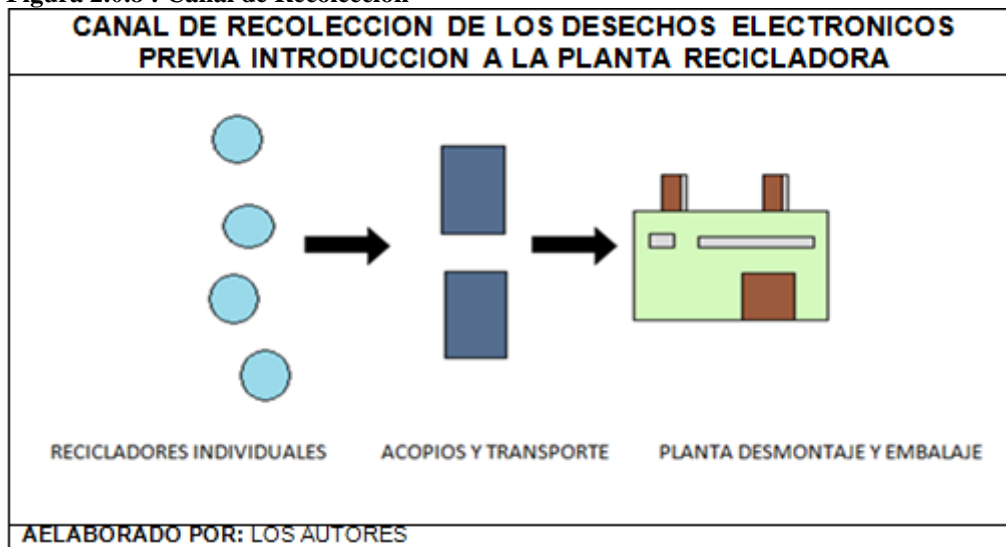 CANAL DE RECOLECCION DE LOS DESECHOS ELECTRONICOS
PREVIA INTRODUCCION A LA PLANTA RECICLADORA
RECICLADORES INDIVIDUALES
ACOPIOS Y TRANSPORTE
PLANTA DESMONTAJE Y EMBALAJE
AELABORADO POR: LOS AUTORES